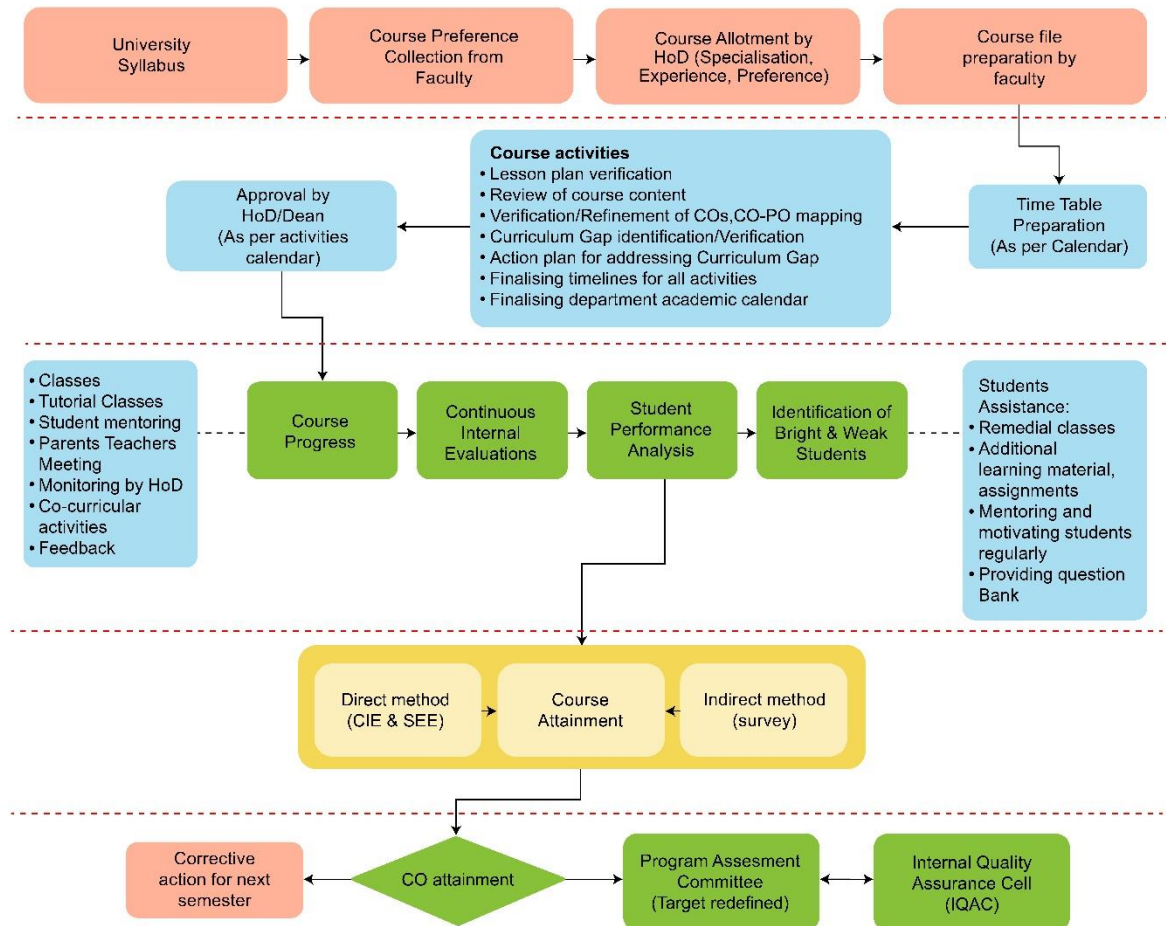 University
Syllabus
Course Preference
Collection from
Faculty
Course Allotment by
HoD (Specialisation,
Experience, Preference)
Course file
preparation by
faculty
Approval by
HoD/Dean
(As per activities
calendar)
Course activities
• Lesson plan verification
• Review of course content
• Verification/Refinement of COs,CO-PO mapping
• Curriculum Gap identification/Verification
• Action plan for addressing Curriculum Gap
• Finalising timelines for all activities
• Finalising department academic calendar
Time Table
Preparation
(As per Calendar)
• Classes
• Tutorial Classes
• Student mentoring
• Parents Teachers
Meeting
• Monitoring by HoD
• Co-curricular
activities
• Feedback
Course
Progress
Continuous
Internal
Evaluations
Student
Performance
Analysis
Identification of
Bright & Weak
Students
Students
Assistance:
• Remedial classes
• Additional
learning material,
assignments
• Mentoring and
motivating students
regularly
• Providing question
Bank
Direct method
(CIE & SEE)
Course
Attainment
Indirect method
(survey)
Corrective
action for next
semester
CO attainment
Program Assesment
Committee
(Target redefined)
Internal Quality
Assurance Cell
(IQAC)